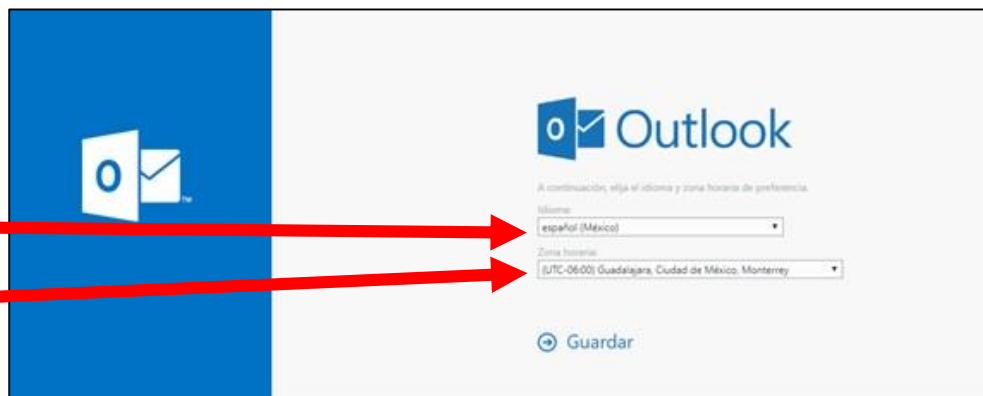 O
TM
O Outlook
A continuación, elija el idioma y zona horaria de preferencia.
Idioma:
español (México)
Zona horaria:
(UTC-06:00) Guadalajara, Ciudad de México, Monterrey
Guardar